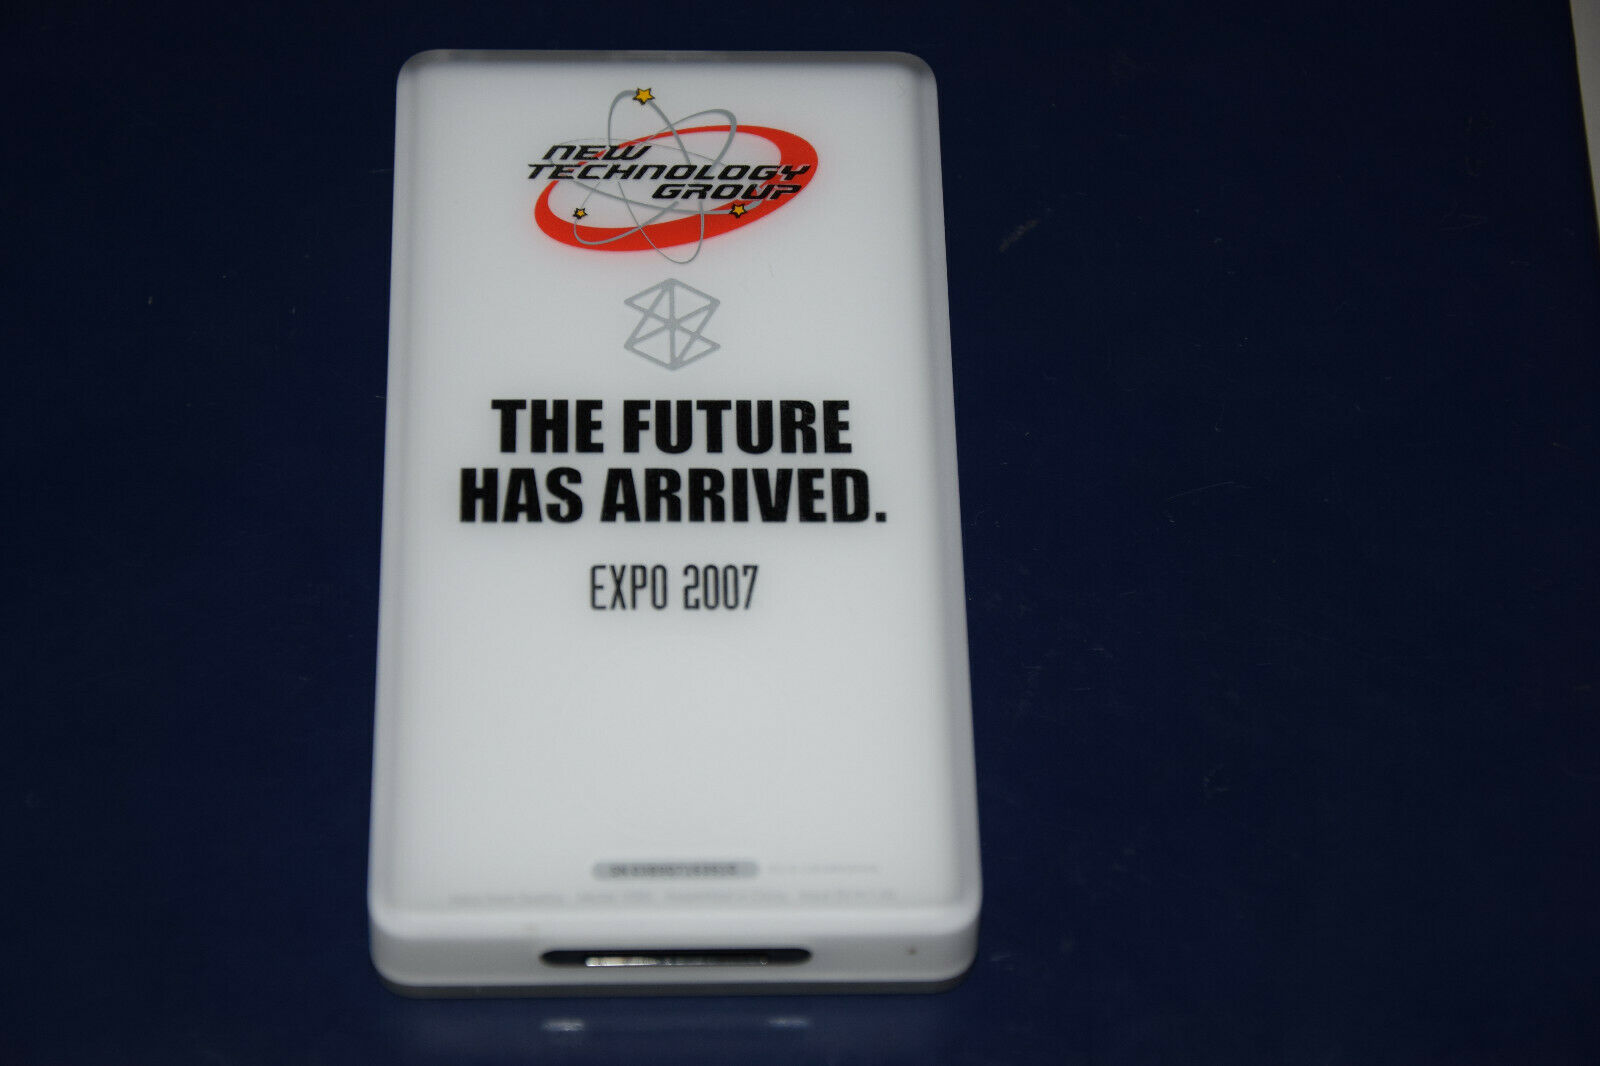 NEW
TECHNOLOGY
GROUP
THE FUTURE
HAS ARRIVED.
EXPO 2007